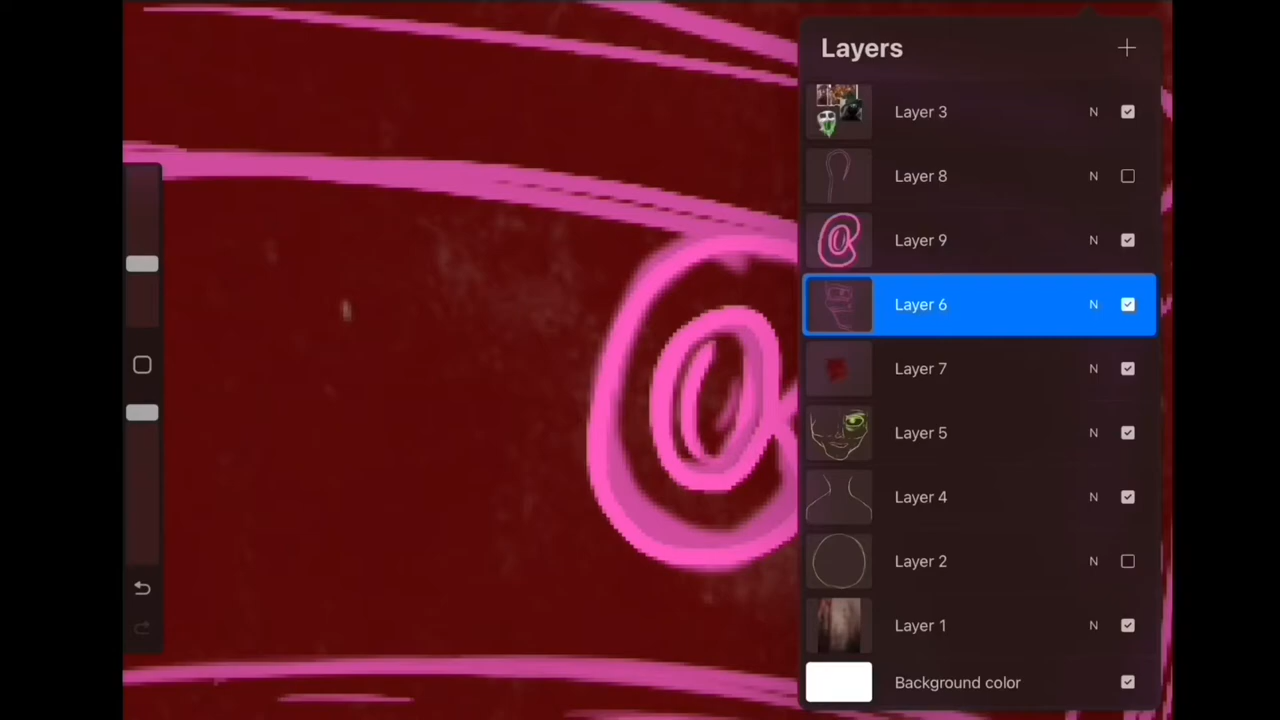 Layers
Layer 3 N
Layer 8 N
Layer 9 N
Layer 6 N
Layer 7 N
Layer 5 N
Layer 4 N
Layer 2 N
Layer 1 N
Background color